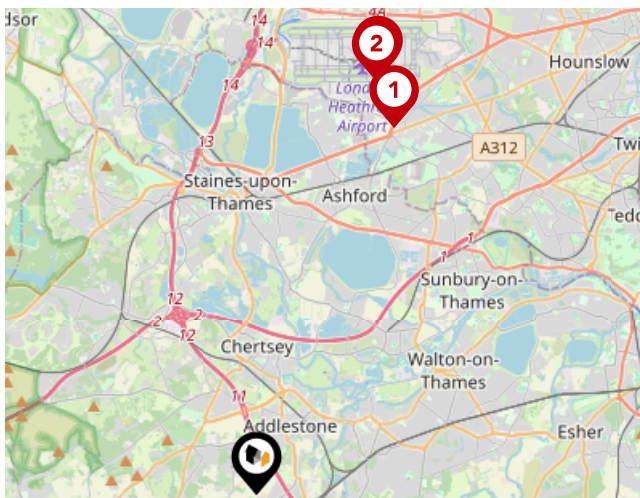 dsor
14
4A
14
2
Hounslow
14
1
London
Heathrow
Airport
13
A312
Twi
Staines-upon-
Thames
Ashford
Tedd
1
1
Sunbury-on-
Thames
12
2
2
12
Chertsey
Walton-on-
Thames
11
Addlestone
Esher